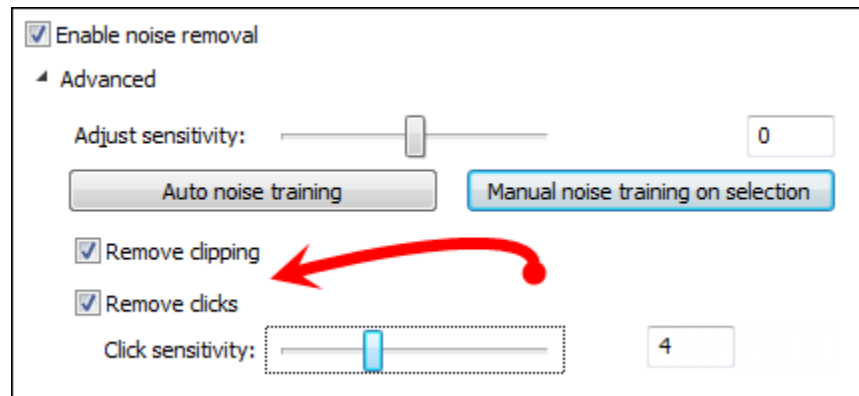 Enable noise removal
Advanced
Adjust sensitivity: 0
Auto noise training Manual noise training on selection
Remove clipping
Remove clicks
Click sensitivity: 4